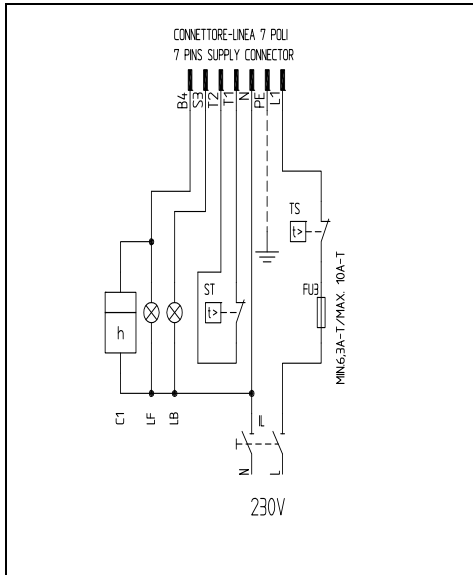 CONNETTORE-LINEA 7 POLI
7 PINS SUPPLY CONNECTOR
B4
S3
T2
T1
N
PE
L1
TS
t>
ST
t>
FU3
MIN.6,3A-T/MAX. 10A-T
h
C1
LF
LB
IL
N
L
230V